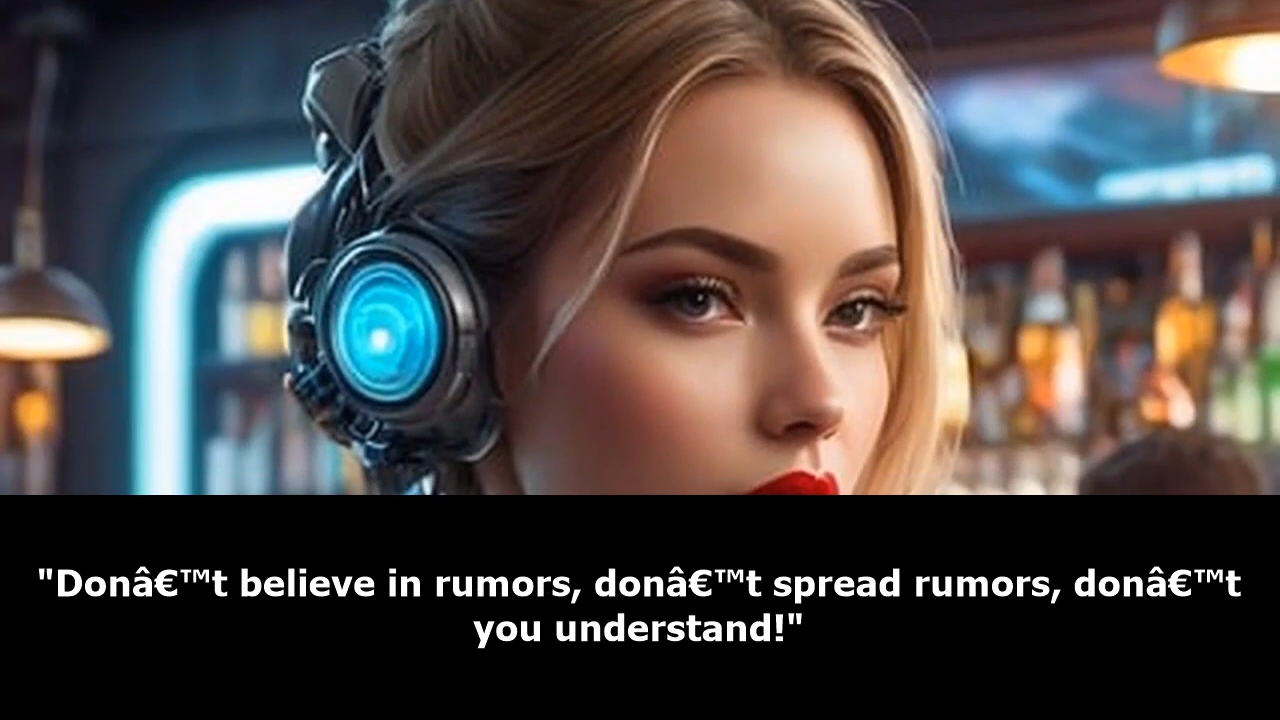 "Donâ€™t believe in rumors, donâ€™t spread rumors, donâ€™t
you understand!"